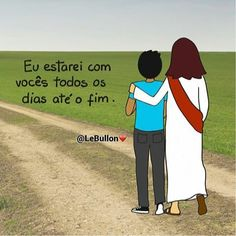 Eu estarei com
vocês todos os
dias até o fim.
@LeBullon